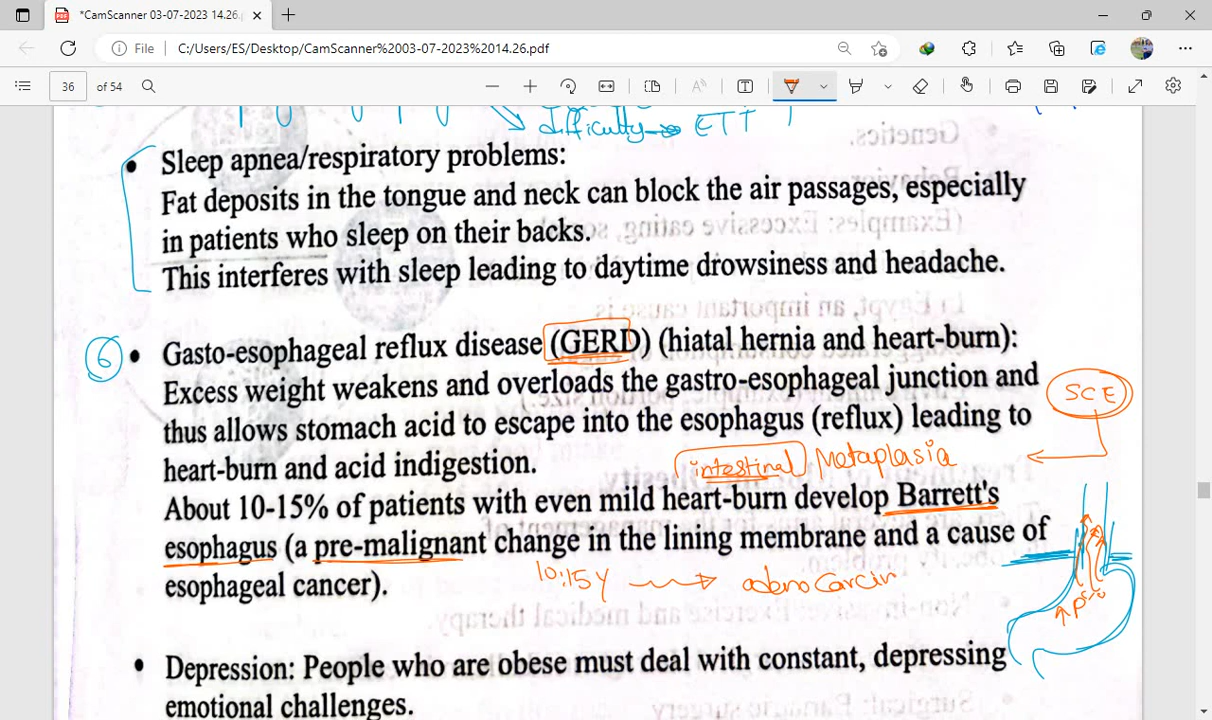 *CamScanner 03-07-2023 14.26.
File C:/Users/ES/Desktop/CamScanner%2003-07-2023%2014.26.pdf
36 of 54
difficulty → ETT
Genetics.
• Sleep apnea/respiratory problems:
Fat deposits in the tongue and neck can block the air passages, especially
in patients who sleep on their backs.
This interferes with sleep leading to daytime drowsiness and headache.
6 • Gasto-esophageal reflux disease (GERD) (hiatal hernia and heart-burn):
Excess weight weakens and overloads the gastro-esophageal junction and
SCE
thus allows stomach acid to escape into the esophagus (reflux) leading to
heart-burn and acid indigestion.
intestinal Metaplasia
About 10-15% of patients with even mild heart-burn develop Barrett's
esophagus (a pre-malignant change in the lining membrane and a cause of
esophageal cancer).
10:15Y → adenoCarcin
• Depression: People who are obese must deal with constant, depressing
emotional challenges.